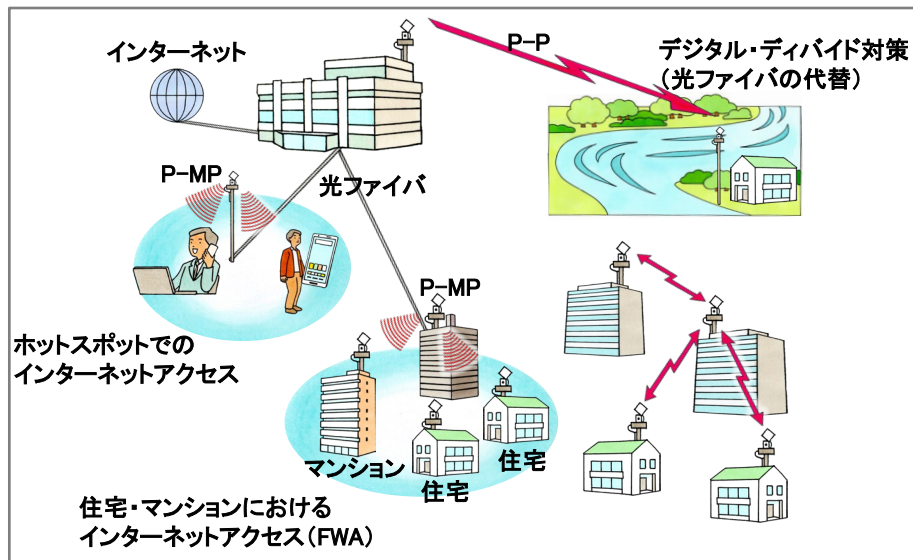 インターネット
P-P
デジタル・ディバイド対策
（光ファイバの代替）
P-MP
光ファイバ
P-MP
ホットスポットでの
インターネットアクセス
マンション
住宅
住宅
住宅・マンションにおける
インターネットアクセス（FWA）